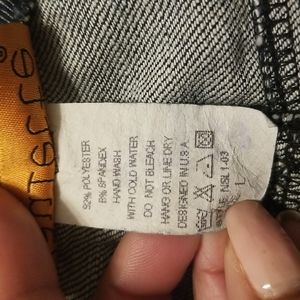 92% POLYESTER
8% SPANDEX
HAND WASH
WITH COLD WATER
DO NOT BLEACH
HANG OR LINE DRY
DESIGNED IN U.S.A
L